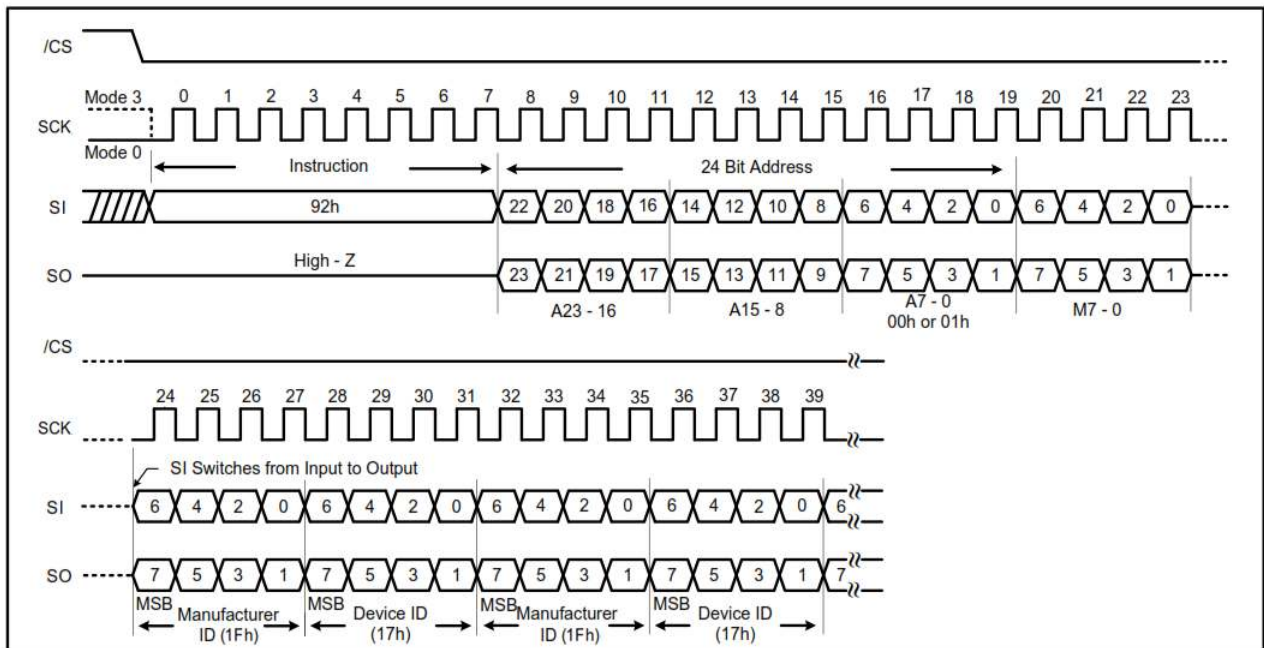 /CS
Mode 3 0 1 2 3 4 5 6 7 8 9 10 11 12 13 14 15 16 17 18 19 20 21 22 23
SCK
Mode 0
Instruction 24 Bit Address
SI 92h 22 20 18 16 14 12 10 8 6 4 2 0 6 4 2 0
High - Z
SO 23 21 19 17 15 13 11 9 7 5 3 1 7 5 3 1
A23 - 16 A15 - 8 A7 - 0 M7 - 0
00h or 01h
/CS
24 25 26 27 28 29 30 31 32 33 34 35 36 37 38 39
SCK
SI Switches from Input to Output
SI 6 4 2 0 6 4 2 0 6 4 2 0 6 4 2 0 6
SO 7 5 3 1 7 5 3 1 7 5 3 1 7 5 3 1 7
MSB MSB MSB MSB
Manufacturer Device ID Manufacturer Device ID
ID (1Fh) (17h) ID (1Fh) (17h)